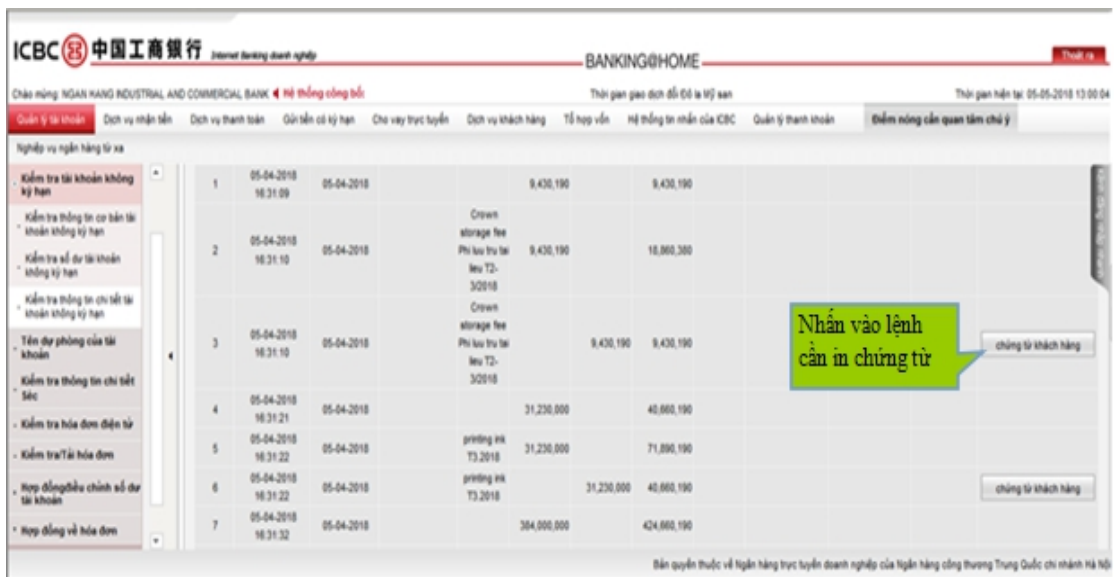 ICBC 中国工商银行 Internet Banking doanh nghiệp
BANKING@HOME
Thoát ra
Chào mừng: NGAN HANG INDUSTRIAL AND COMMERCIAL BANK Hệ thống công bố: Thời gian giao dịch đổi Đô la Mỹ san Thời gian hiện tại: 05-05-2018 13:00:04
Quản lý tài khoản Dịch vụ nhận tiền Dịch vụ thanh toán Gửi tiền có kỳ hạn Cho vay trực tuyến Dịch vụ khách hàng Tổ hợp vốn Hệ thống tin nhắn của ICBC Quản lý thanh khoản Điểm nóng cần quan tâm chú ý
Nghiệp vụ ngân hàng từ xa
Kiểm tra tài khoản không
kỳ hạn
Kiểm tra thông tin cơ bản tài
khoản không kỳ hạn
Kiểm tra số dư tài khoản
không kỳ hạn
Kiểm tra thông tin chi tiết tài
khoản không kỳ hạn
Tên dự phòng của tài
khoản
Kiểm tra thông tin chi tiết
Séc
Kiểm tra hóa đơn điện tử
Kiểm tra/Tải hóa đơn
Hợp đồng điều chỉnh số dư
tài khoản
Hợp đồng về hóa đơn
1 05-04-2018 16:31:09 05-04-2018 9,430,190 9,430,190
2 05-04-2018 16:31:10 05-04-2018 Crown
storage fee
Phi luu tru tai
lieu T2-
3/2018 9,430,190 18,860,380
3 05-04-2018 16:31:10 05-04-2018 Crown
storage fee
Phi luu tru tai
lieu T2-
3/2018 9,430,190 9,430,190 chứng từ khách hàng
Nhấn vào lệnh
cần in chứng từ
4 05-04-2018 16:31:21 05-04-2018 31,230,000 40,660,190
5 05-04-2018 16:31:22 05-04-2018 printing ink
T3.2018 31,230,000 71,890,190
6 05-04-2018 16:31:22 05-04-2018 printing ink
T3.2018 31,230,000 40,660,190 chứng từ khách hàng
7 05-04-2018 16:31:32 05-04-2018 384,000,000 424,660,190
Bản quyền thuộc về Ngân hàng trực tuyến doanh nghiệp của Ngân hàng công thương Trung Quốc chi nhánh Hà Nội